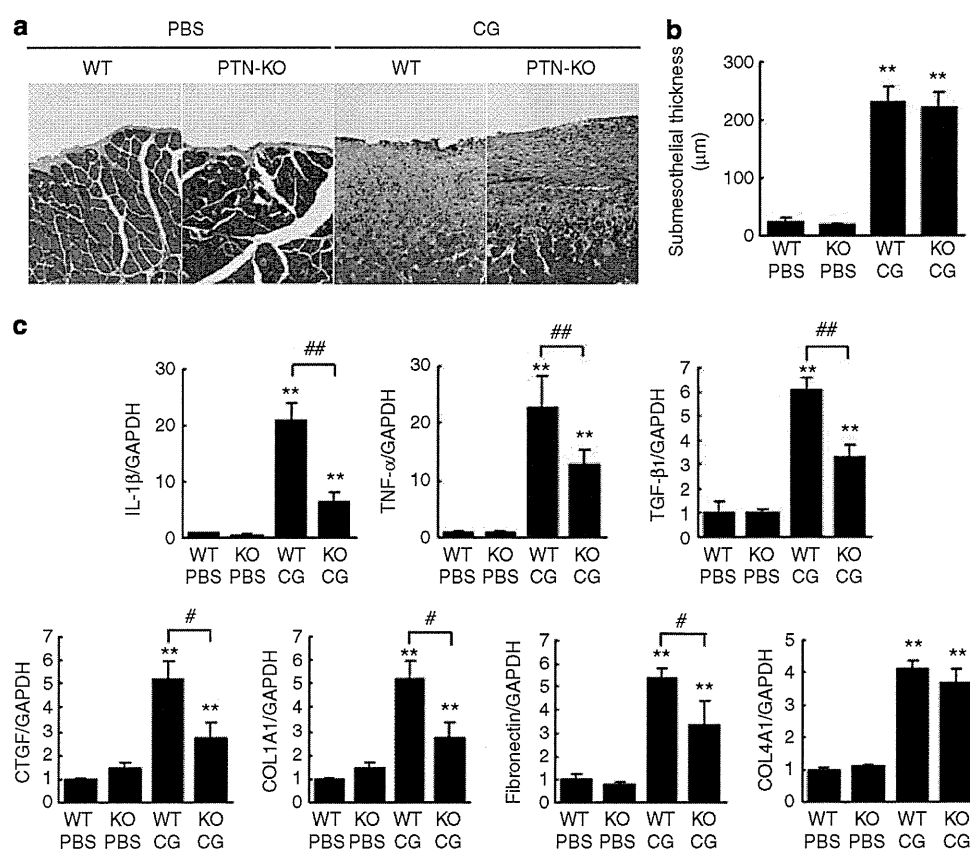 a
PBS
CG
WT
PTN-KO
WT
PTN-KO
b
Submesothelial thickness
(μm)
300
200
100
0
**
**
WT
PBS
KO
PBS
WT
CG
KO
CG
c
IL-1β/GAPDH
30
20
10
0
**
**
##
WT
PBS
KO
PBS
WT
CG
KO
CG
TNF-α/GAPDH
30
20
10
0
**
**
##
WT
PBS
KO
PBS
WT
CG
KO
CG
TGF-β1/GAPDH
7
6
5
4
3
2
1
0
**
**
##
WT
PBS
KO
PBS
WT
CG
KO
CG
CTGF/GAPDH
7
6
5
4
3
2
1
0
**
**
#
WT
PBS
KO
PBS
WT
CG
KO
CG
COL1A1/GAPDH
7
6
5
4
3
2
1
0
**
**
#
WT
PBS
KO
PBS
WT
CG
KO
CG
Fibronectin/GAPDH
7
6
5
4
3
2
1
0
**
**
#
WT
PBS
KO
PBS
WT
CG
KO
CG
COL4A1/GAPDH
5
4
3
2
1
0
**
**
WT
PBS
KO
PBS
WT
CG
KO
CG